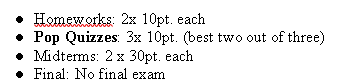 ● Homeworks: 2x 10pt. each
● Pop Quizzes: 3x 10pt. (best two out of three)
● Midterms: 2 x 30pt. each
● Final: No final exam